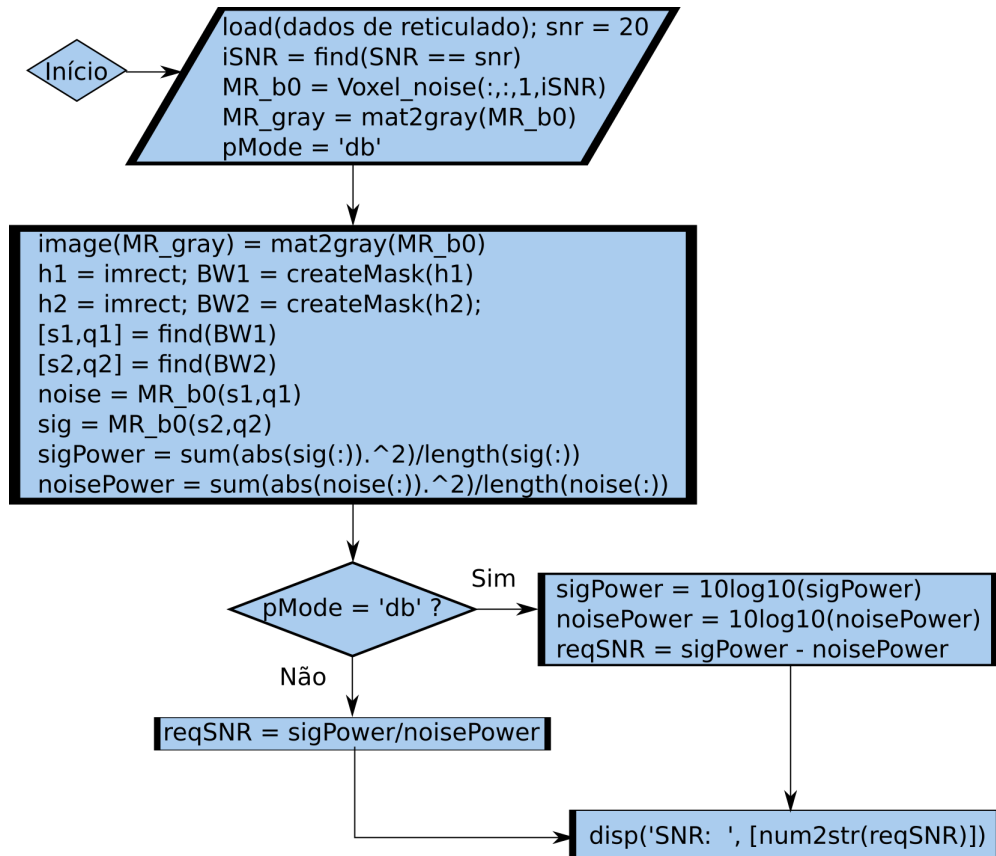 Início
load(dados de reticulado); snr = 20
iSNR = find(SNR == snr)
MR_b0 = Voxel_noise(:,:,1,iSNR)
MR_gray = mat2gray(MR_b0)
pMode = 'db'
image(MR_gray) = mat2gray(MR_b0)
h1 = imrect; BW1 = createMask(h1)
h2 = imrect; BW2 = createMask(h2);
[s1,q1] = find(BW1)
[s2,q2] = find(BW2)
noise = MR_b0(s1,q1)
sig = MR_b0(s2,q2)
sigPower = sum(abs(sig(:)).^2)/length(sig(:))
noisePower = sum(abs(noise(:)).^2)/length(noise(:))
pMode = 'db' ?
Sim
sigPower = 10log10(sigPower)
noisePower = 10log10(noisePower)
reqSNR = sigPower - noisePower
Não
reqSNR = sigPower/noisePower
disp('SNR:  ', [num2str(reqSNR)])